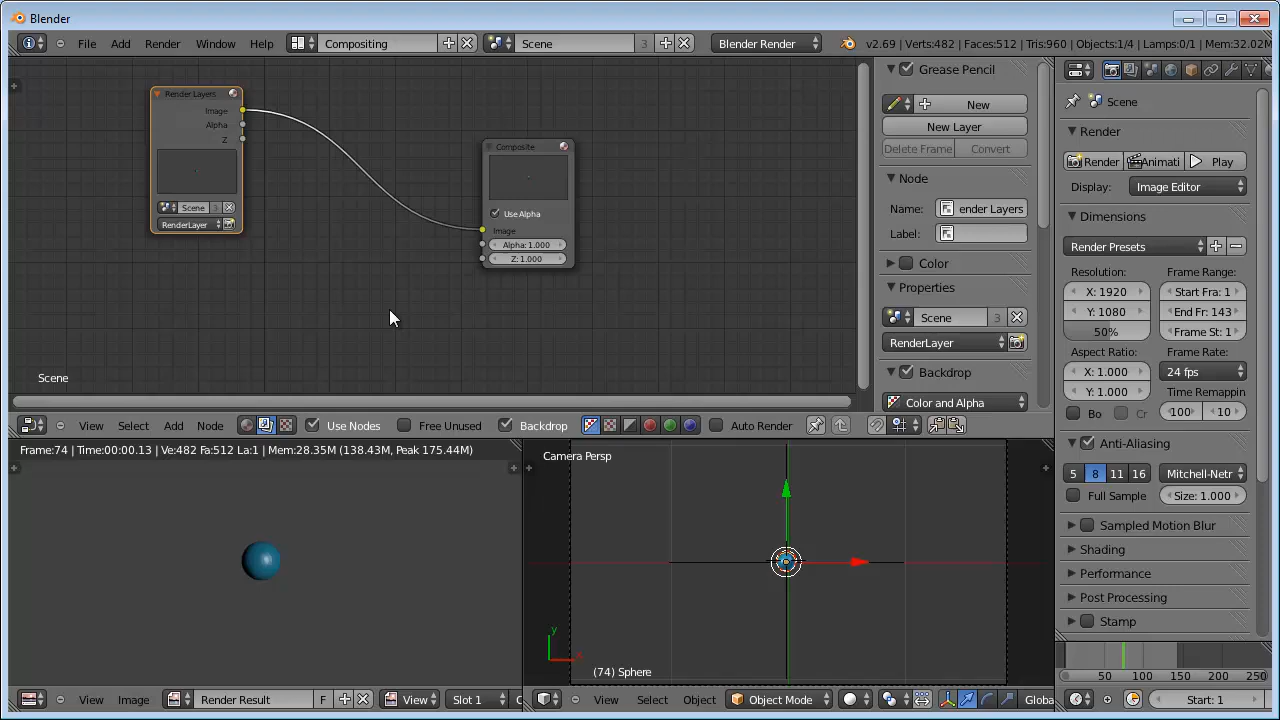 Blender
File Add Render Window Help Compositing Scene 3 Blender Render v2.69 | Verts:482 | Faces:512 | Tris:960 | Objects:1/4 | Lamps:0/1 | Mem:32.02M
Render Layers
Image
Alpha
Z
Scene 3
RenderLayer
Composite
Use Alpha
Image
Alpha: 1.000
Z: 1.000
Scene
Grease Pencil
New
New Layer
Delete Frame Convert
Node
Name: ender Layers
Label:
Color
Properties
Scene 3
RenderLayer
Backdrop
Color and Alpha
View Select Add Node Use Nodes Free Unused Backdrop Auto Render
Frame:74 | Time:00:00.13 | Ve:482 Fa:512 La:1 | Mem:28.35M (138.43M, Peak 175.44M)
View Image Render Result F View Slot 1 C
Camera Persp
y
x
(74) Sphere
View Select Object Object Mode Globa
Scene
Render
Render Animati Play
Display: Image Editor
Dimensions
Render Presets
Resolution: Frame Range:
X: 1920 Start Fra: 1
Y: 1080 End Fr: 143
50% Frame St: 1
Aspect Ratio: Frame Rate:
X: 1.000 24 fps
Y: 1.000 Time Remappin
Bo Cr 100 10
Anti-Aliasing
5 8 11 16 Mitchell-Netr
Full Sample Size: 1.000
Sampled Motion Blur
Shading
Performance
Post Processing
Stamp
50 100 150 200 250
Start: 1